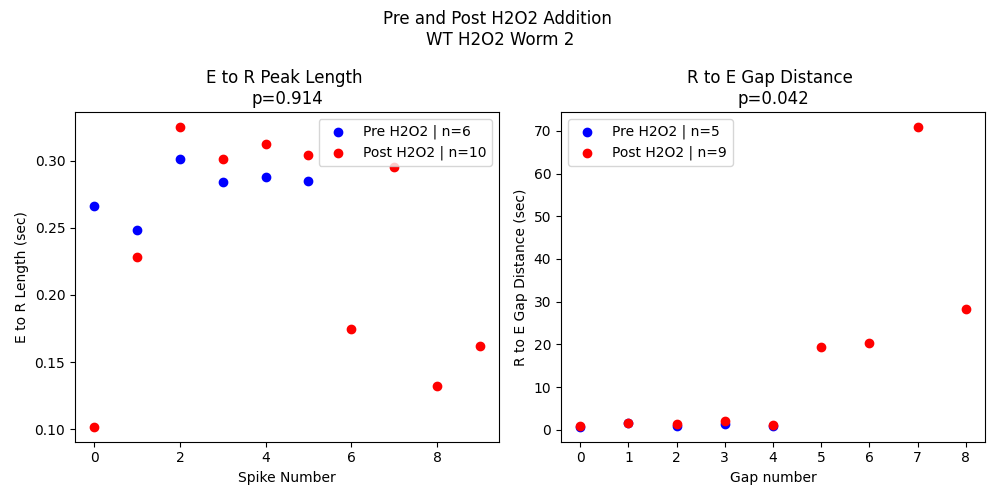 Pre and Post H2O2 Addition
WT H2O2 Worm 2
E to R Peak Length
p=0.914
Pre H2O2 | n=6
Post H2O2 | n=10
0.30
0.25
0.20
0.15
0.10
E to R Length (sec)
0 2 4 6 8
Spike Number
R to E Gap Distance
p=0.042
Pre H2O2 | n=5
Post H2O2 | n=9
70
60
50
40
30
20
10
0
R to E Gap Distance (sec)
0 1 2 3 4 5 6 7 8
Gap number